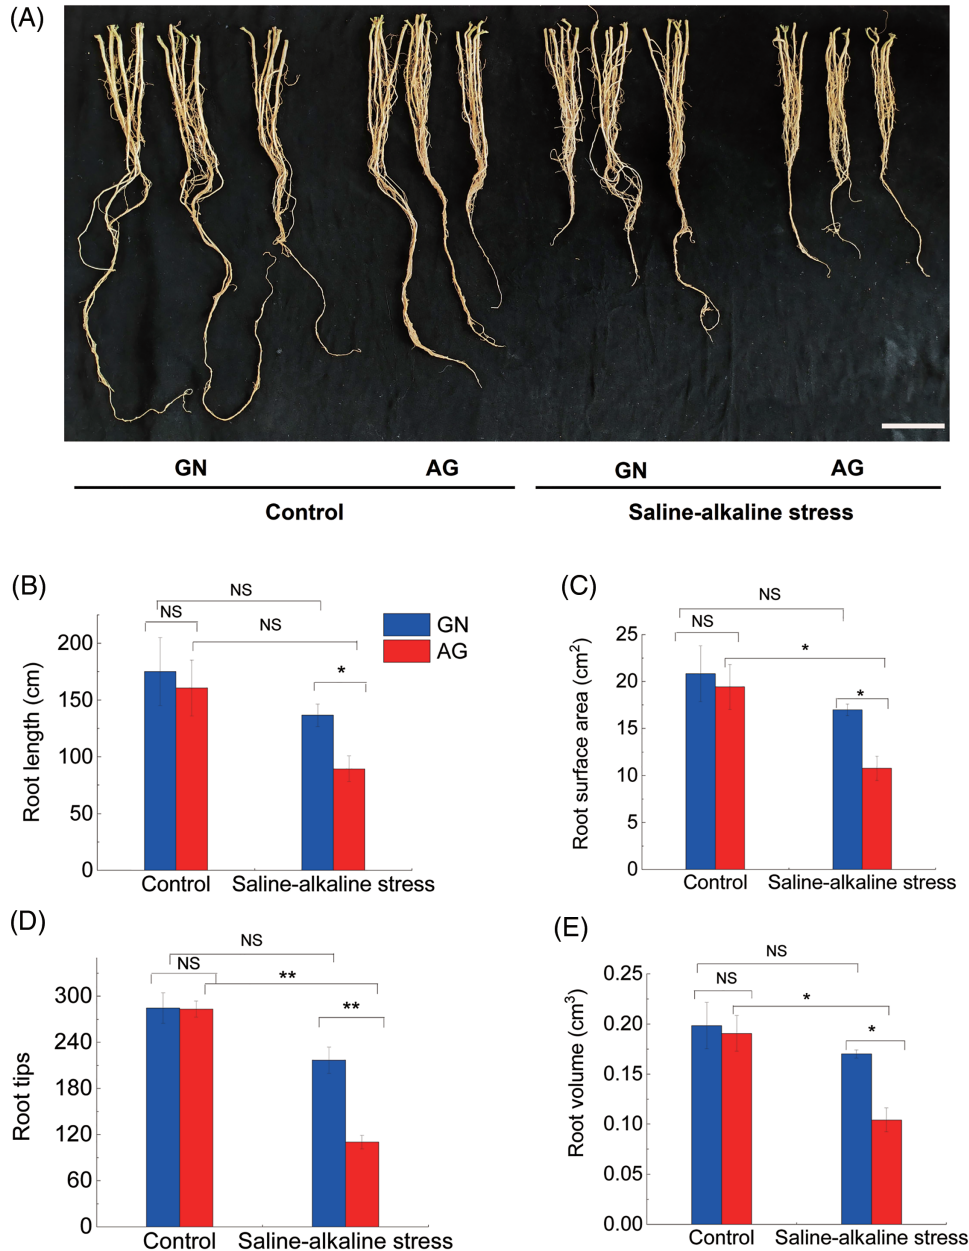 (A)
GN AG GN AG
Control Saline-alkaline stress
(B)
NS
NS
NS
*
GN
AG
Root length (cm)
200
150
100
50
0
Control Saline-alkaline stress
(C)
NS
NS
*
*
Root surface area (cm²)
25
20
15
10
5
0
Control Saline-alkaline stress
(D)
NS
NS
**
**
Root tips
300
240
180
120
60
0
Control Saline-alkaline stress
(E)
NS
NS
*
*
Root volume (cm³)
0.25
0.20
0.15
0.10
0.05
0.00
Control Saline-alkaline stress